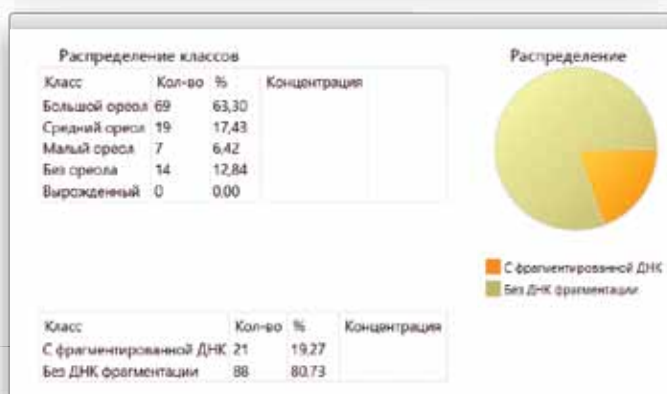 Распределение классов
Класс Кол-во % Концентрация
Большой ореол 69 63,30
Средний ореол 19 17,43
Малый ореол 7 6,42
Без ореола 14 12,84
Вырожденный 0 0,00
Распределение
С фрагментированной ДНК
Без ДНК фрагментации
Класс Кол-во % Концентрация
С фрагментированной ДНК 21 19,27
Без ДНК фрагментации 88 80,73